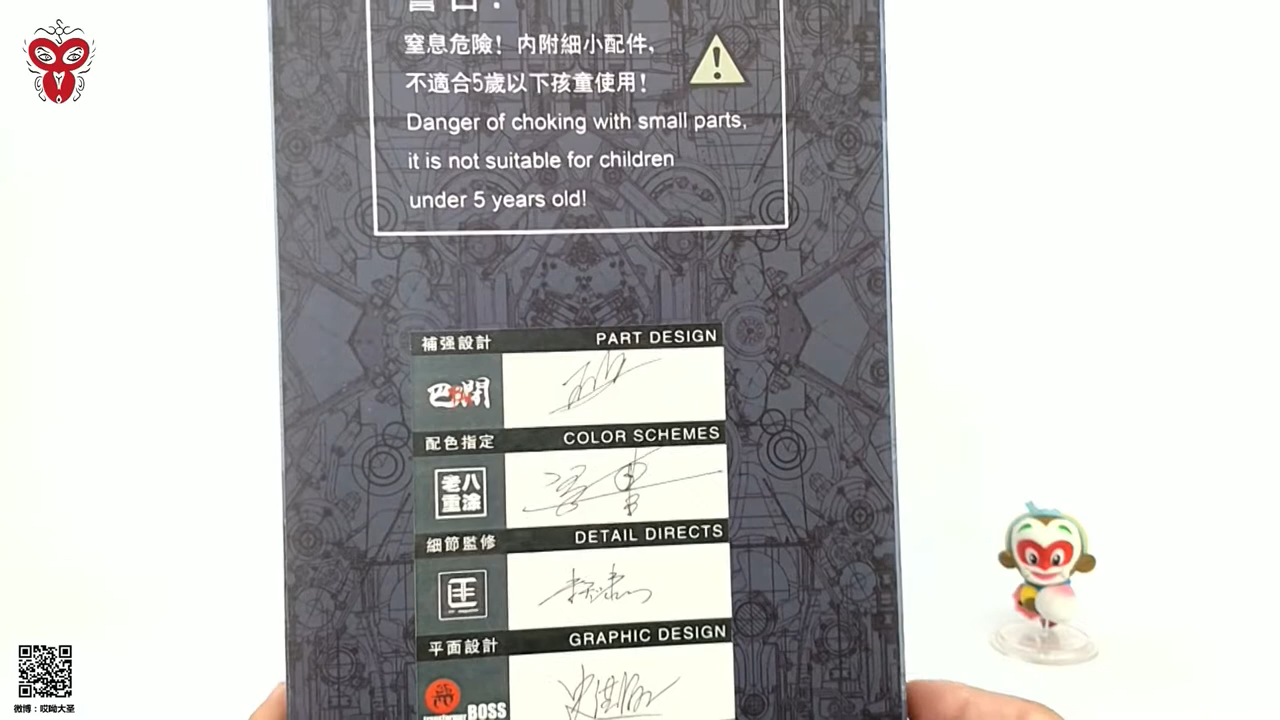 窒息危險！內附細小配件，
不適合5歲以下孩童使用！
Danger of choking with small parts,
it is not suitable for children
under 5 years old!
補强設計 PART DESIGN
配色指定 COLOR SCHEMES
老八
重塗
細節監修 DETAIL DIRECTS
匡
平面設計 GRAPHIC DESIGN
BOSS
微博：哎呦大圣